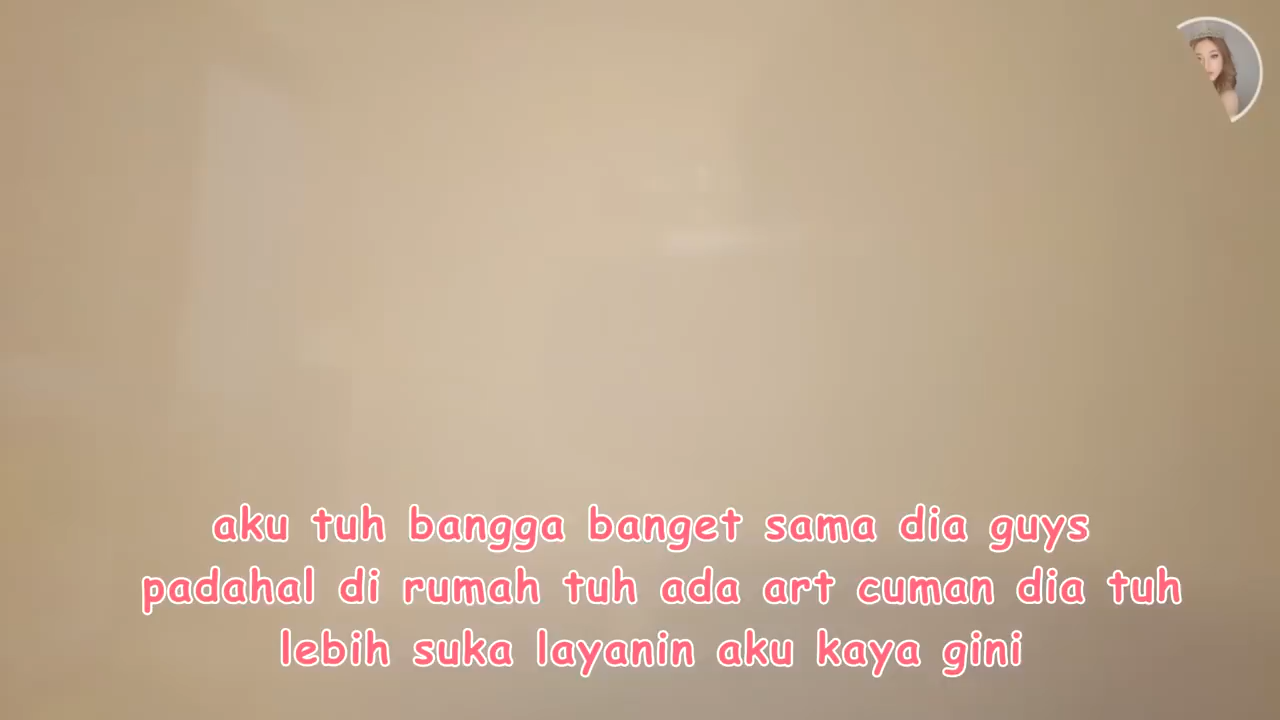 aku tuh bangga banget sama dia guys
padahal di rumah tuh ada art cuman dia tuh
lebih suka layanin aku kaya gini